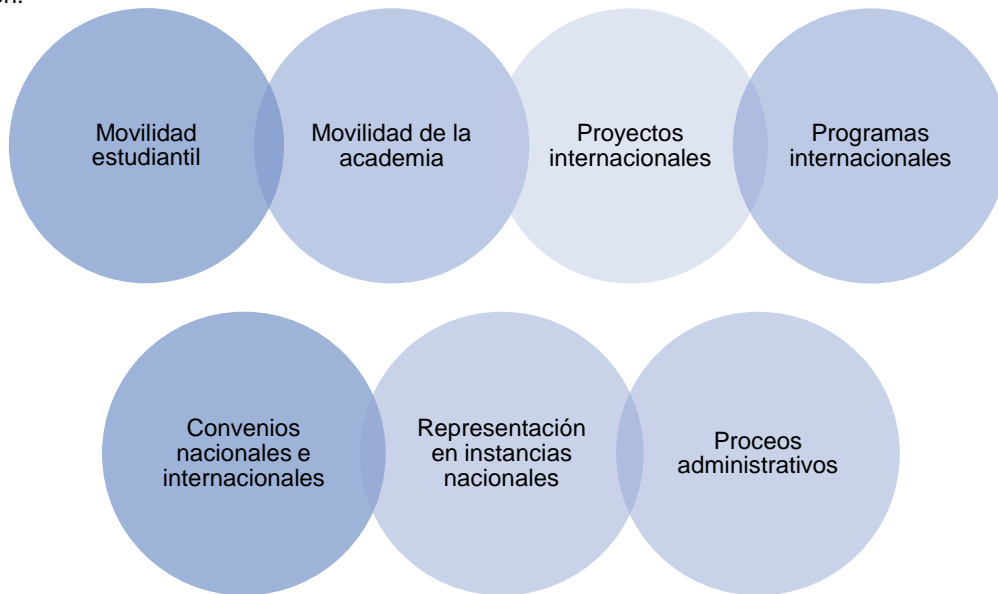 Movilidad
estudiantil
Movilidad de la
academia
Proyectos
internacionales
Programas
internacionales
Convenios
nacionales e
internacionales
Representación
en instancias
nacionales
Proceos
administrativos